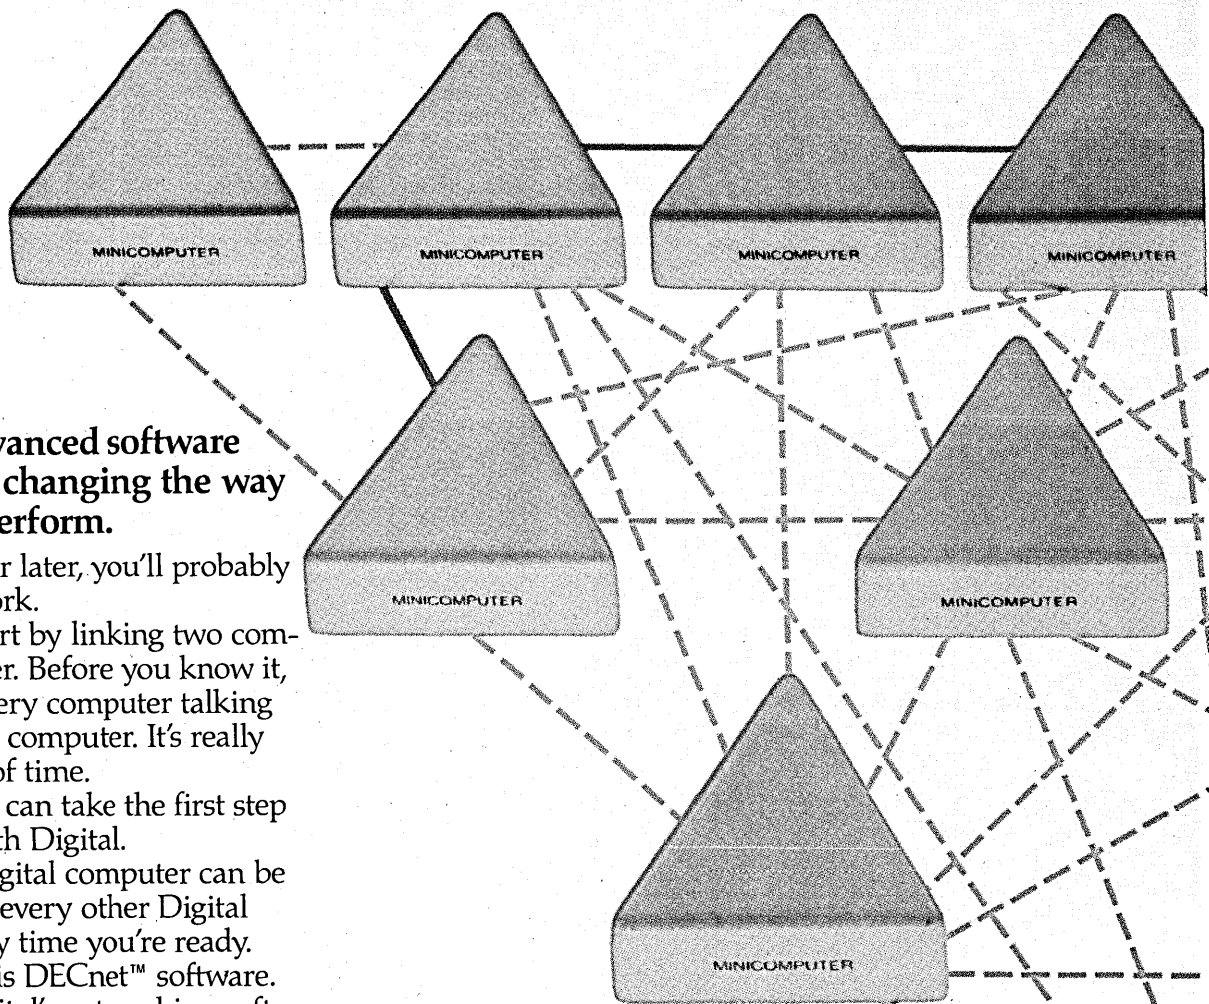 MINICOMPUTER
MINICOMPUTER
MINICOMPUTER
MINICOMPUTER
vanced software
changing the way
erform.
r later, you'll probably
ork.
rt by linking two com-
er. Before you know it,
ery computer talking
computer. It's really
of time.
can take the first step
th Digital.
igital computer can be
every other Digital
y time you're ready.
is DECnet™ software.
MINICOMPUTER
MINICOMPUTER
MINICOMPUTER